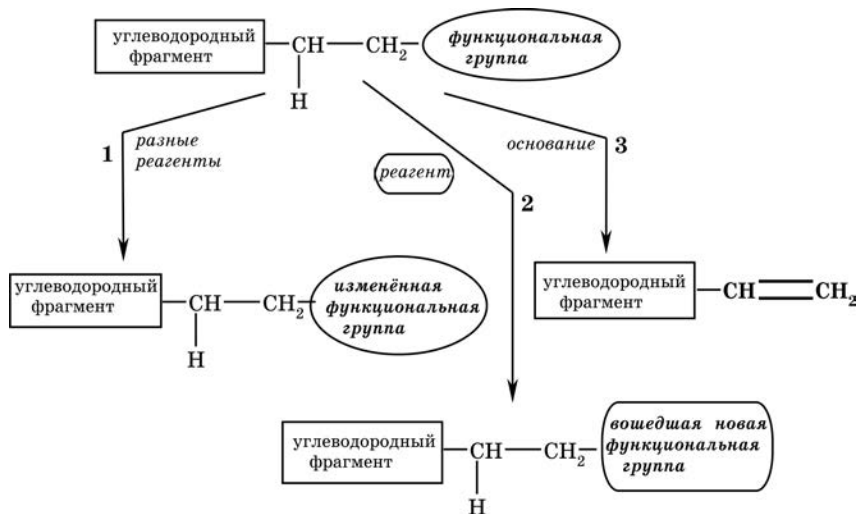 углеводородный
фрагмент
CH
CH₂
H
функциональная
группа
1
разные
реагенты
реагент
2
основание
3
углеводородный
фрагмент
CH
CH₂
H
изменённая
функциональная
группа
углеводородный
фрагмент
CH
CH₂
углеводородный
фрагмент
CH
CH₂
H
вошедшая новая
функциональная
группа